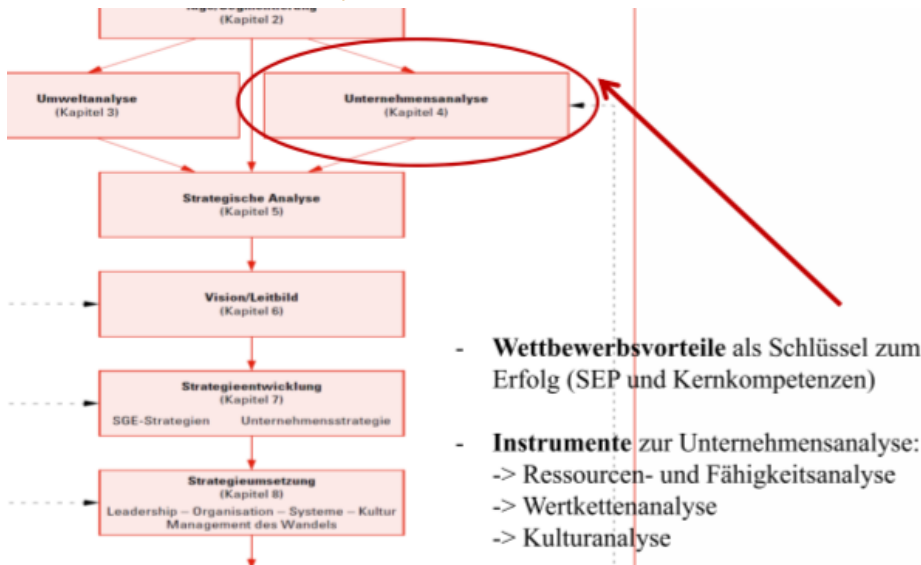 (Kapitel 2)
Umweltanalyse
(Kapitel 3)
Unternehmensanalyse
(Kapitel 4)
Strategische Analyse
(Kapitel 5)
Vision/Leitbild
(Kapitel 6)
Strategieentwicklung
(Kapitel 7)
SGE-Strategien Unternehmensstrategie
Strategieumsetzung
(Kapitel 8)
Leadership – Organisation – Systeme – Kultur
Management des Wandels
- Wettbewerbsvorteile als Schlüssel zum
Erfolg (SEP und Kernkompetenzen)
- Instrumente zur Unternehmensanalyse:
-> Ressourcen- und Fähigkeitsanalyse
-> Wertkettenanalyse
-> Kulturanalyse